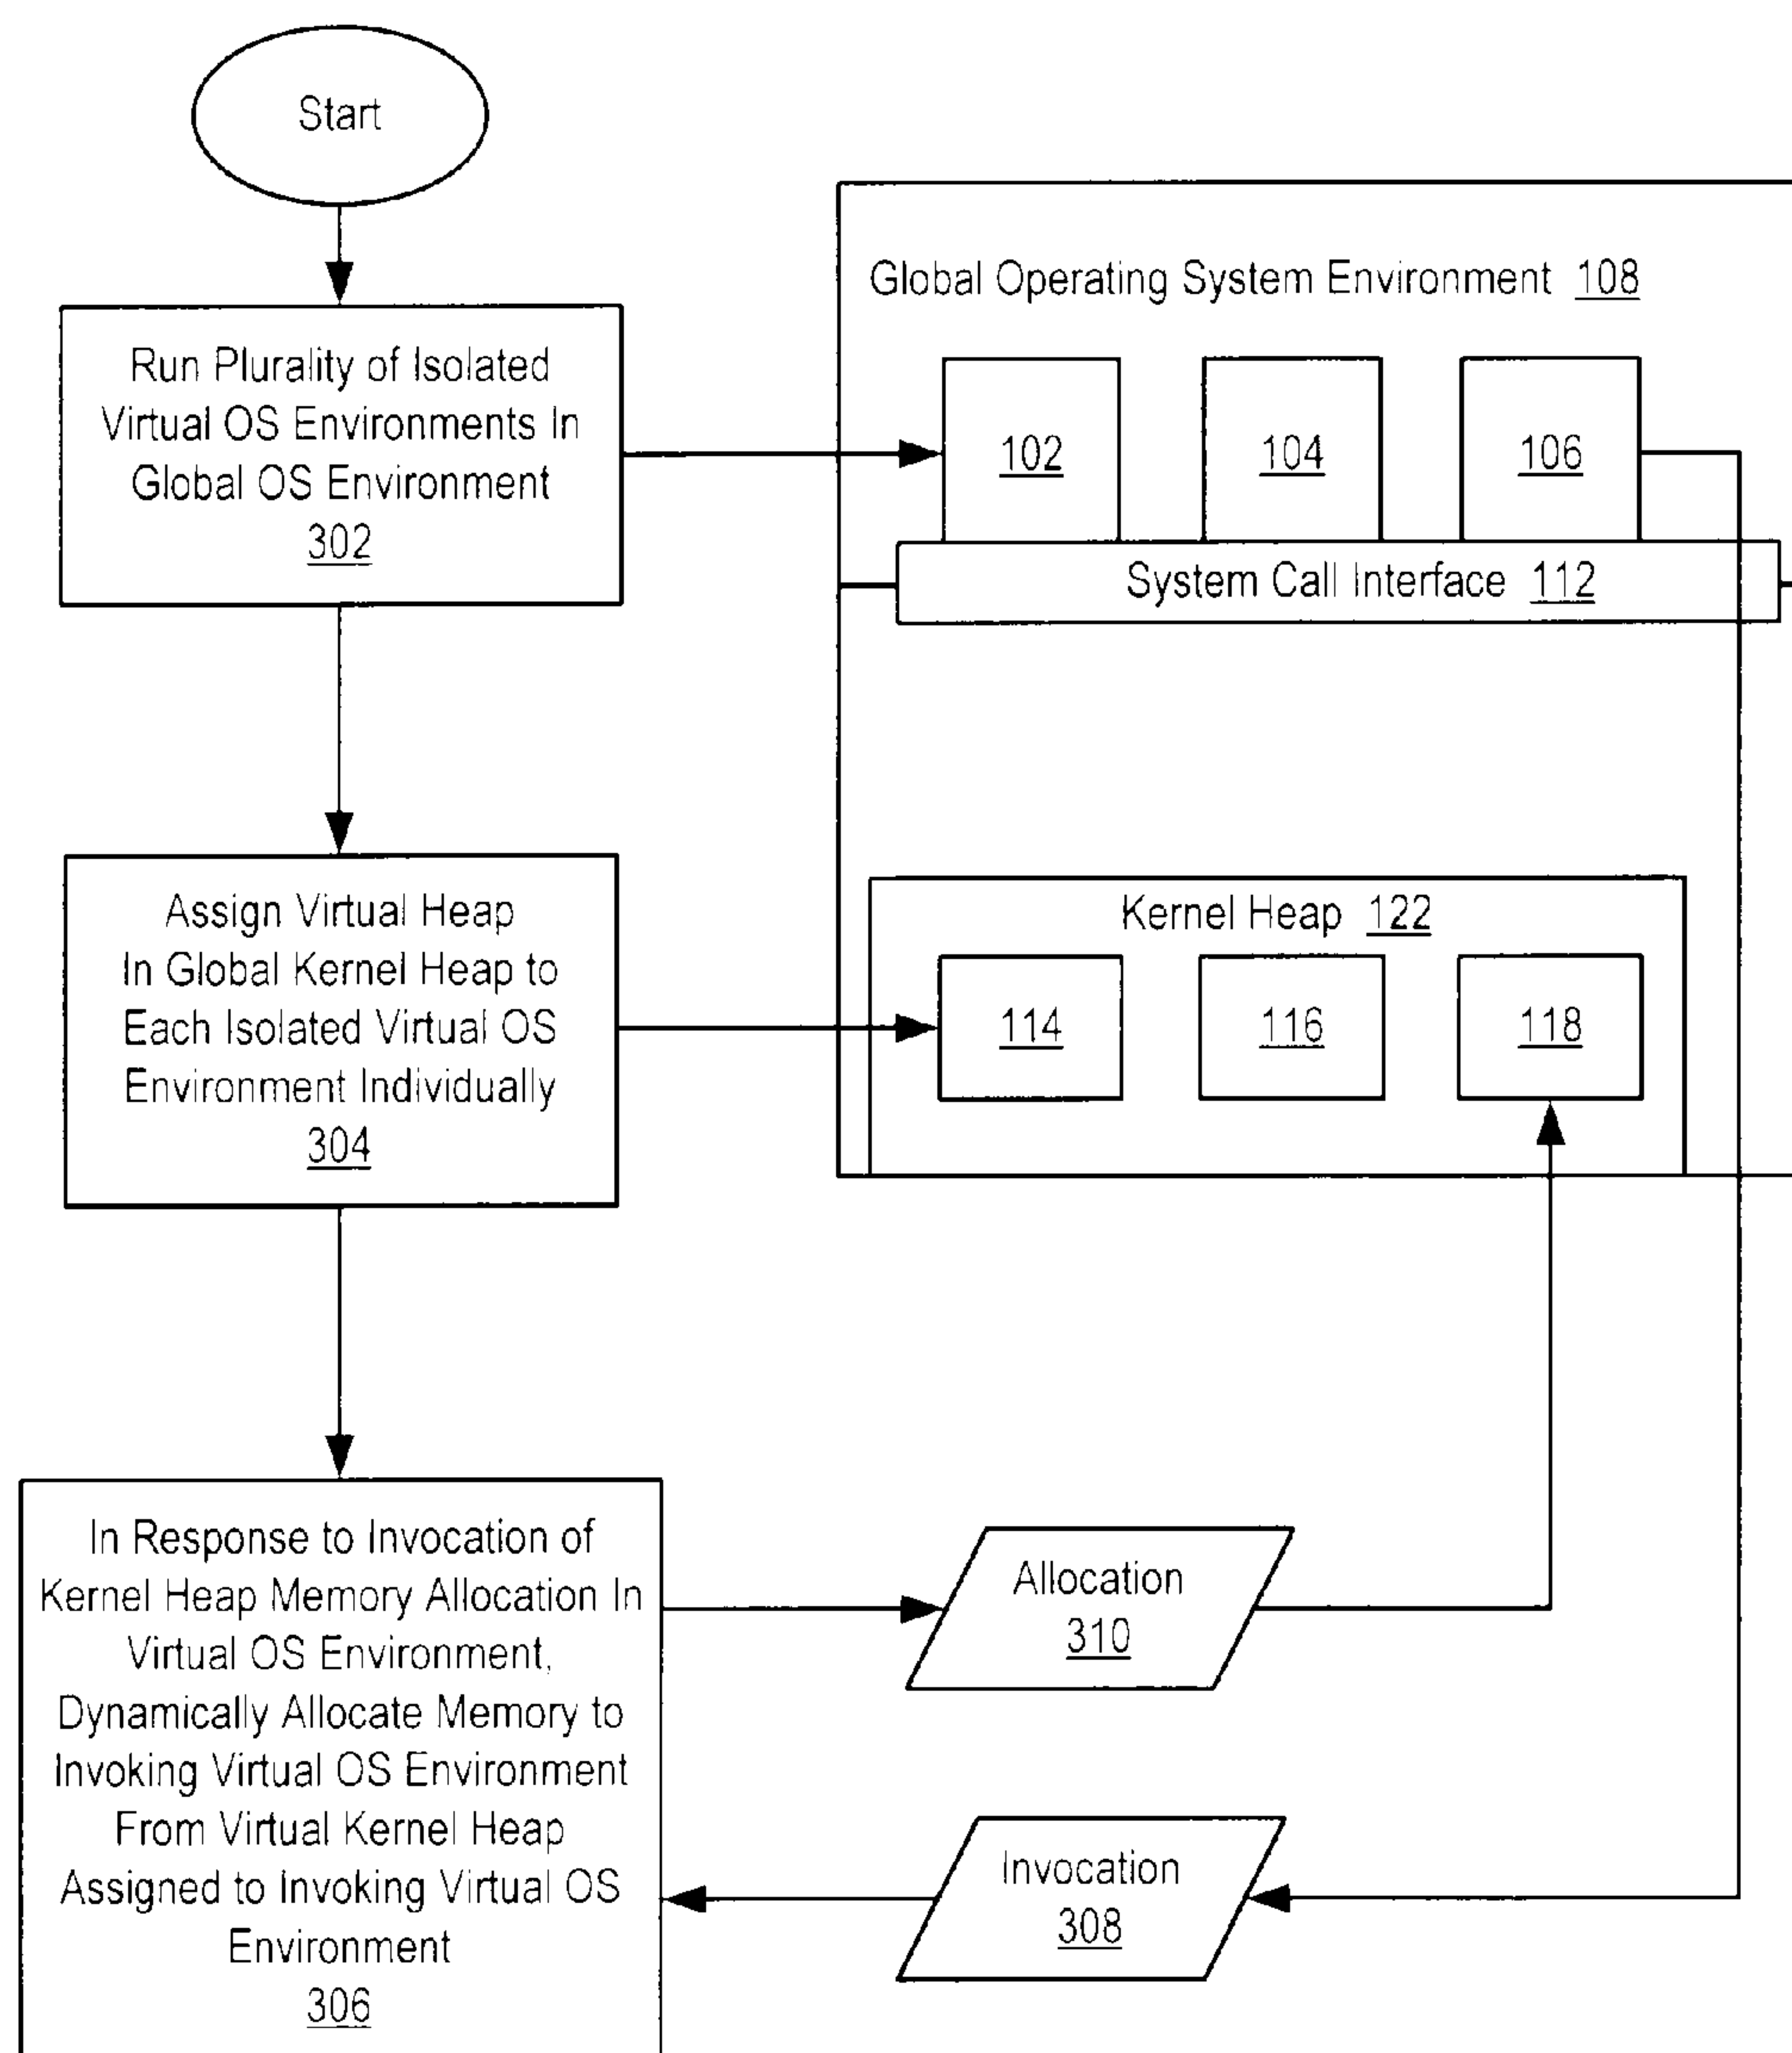 Start
Run Plurality of Isolated
Virtual OS Environments In
Global OS Environment
302
Global Operating System Environment 108
102
104
106
System Call Interface 112
Assign Virtual Heap
In Global Kernel Heap to
Each Isolated Virtual OS
Environment Individually
304
Kernel Heap 122
114
116
118
In Response to Invocation of
Kernel Heap Memory Allocation In
Virtual OS Environment,
Dynamically Allocate Memory to
Invoking Virtual OS Environment
From Virtual Kernel Heap
Assigned to Invoking Virtual OS
Environment
306
Allocation
310
Invocation
308